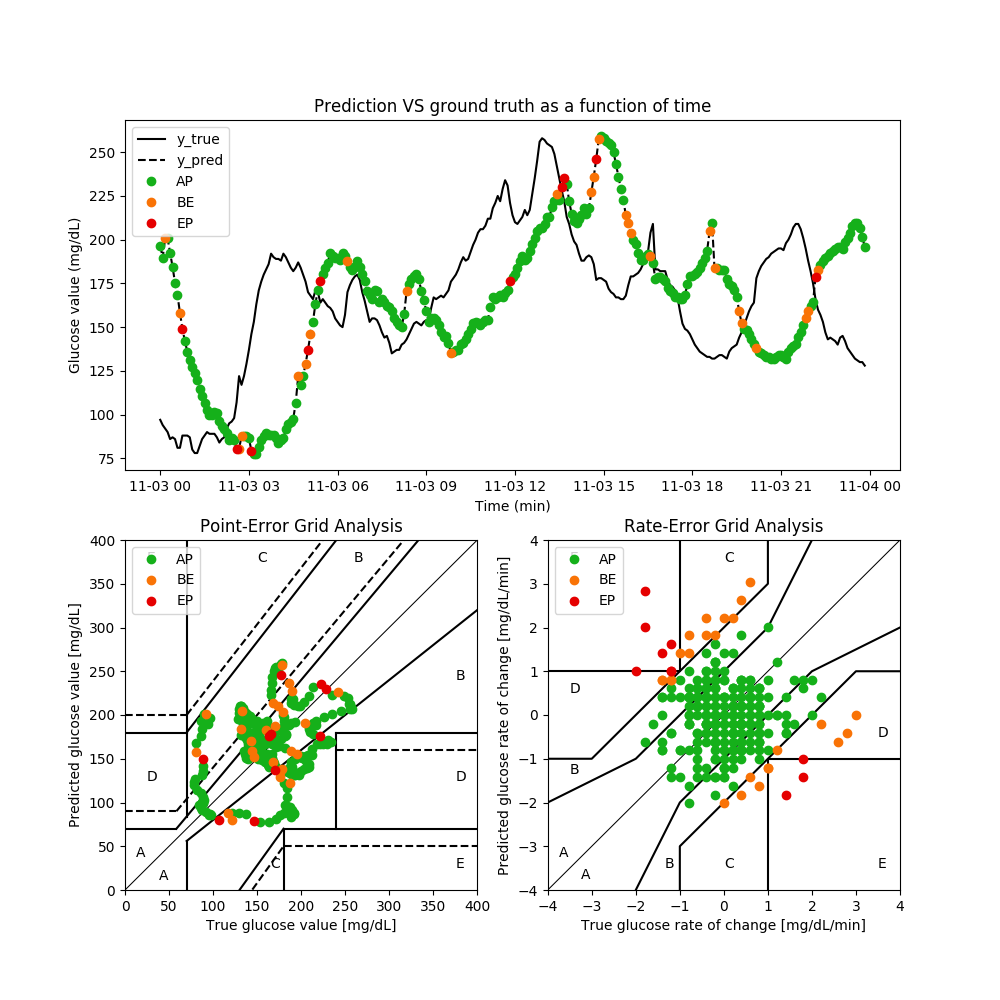 Prediction VS ground truth as a function of time
Glucose value (mg/dL)
250
225
200
175
150
125
100
75
y_true
y_pred
AP
BE
EP
11-03 00 11-03 03 11-03 06 11-03 09 11-03 12 11-03 15 11-03 18 11-03 21 11-04 00
Time (min)
Point-Error Grid Analysis
Predicted glucose value [mg/dL]
400
350
300
250
200
150
100
50
0
AP
BE
EP
C
B
B
D
D
A
A
C
E
0 50 100 150 200 250 300 350 400
True glucose value [mg/dL]
Rate-Error Grid Analysis
Predicted glucose rate of change [mg/dL/min]
4
3
2
1
0
−1
−2
−3
−4
AP
BE
EP
C
D
D
B
A
A
B
C
E
−4 −3 −2 −1 0 1 2 3 4
True glucose rate of change [mg/dL/min]